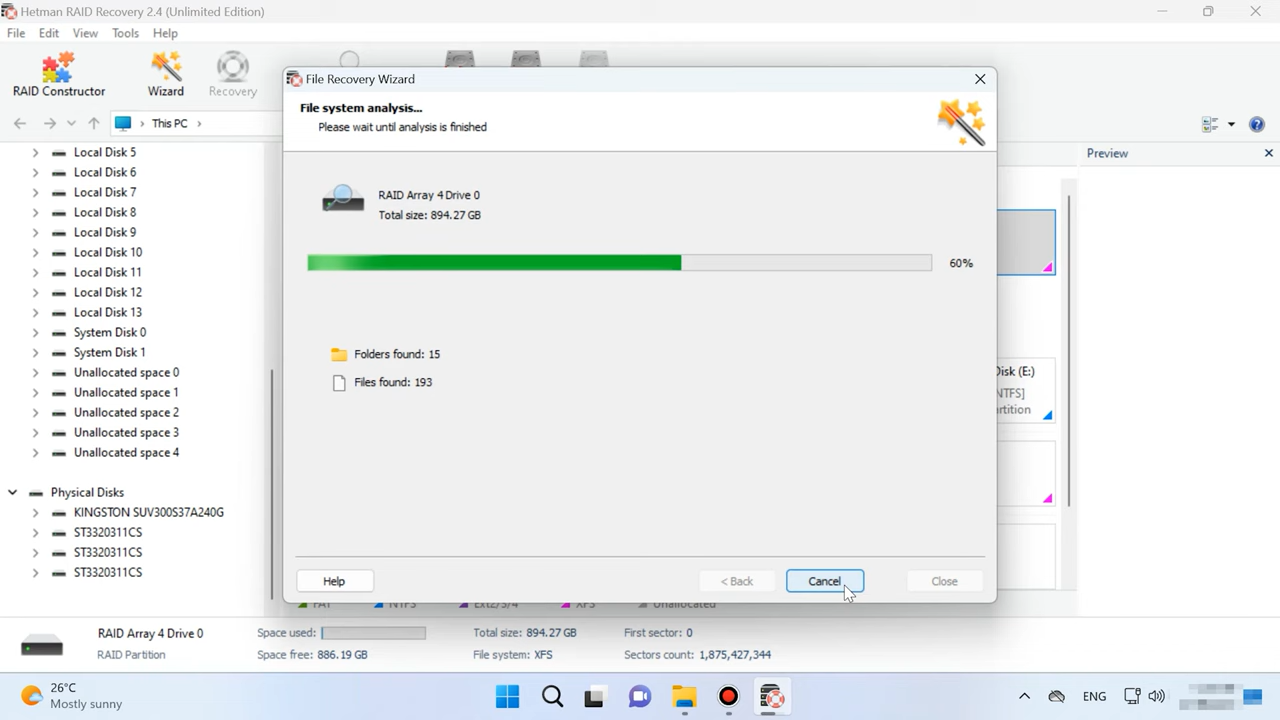 Hetman RAID Recovery 2.4 (Unlimited Edition)
File Edit View Tools Help
RAID Constructor
Wizard
Recovery
This PC
Preview
Local Disk 5
Local Disk 6
Local Disk 7
Local Disk 8
Local Disk 9
Local Disk 10
Local Disk 11
Local Disk 12
Local Disk 13
System Disk 0
System Disk 1
Unallocated space 0
Unallocated space 1
Unallocated space 2
Unallocated space 3
Unallocated space 4
Physical Disks
KINGSTON SUV300S37A240G
ST3320311CS
ST3320311CS
ST3320311CS
File Recovery Wizard
File system analysis...
Please wait until analysis is finished
RAID Array 4 Drive 0
Total size: 894.27 GB
60%
Folders found: 15
Files found: 193
Help
< Back
Cancel
Close
Disk (E:)
NTFS]
rtition
FAT NTFS Ext2/3/4 XFS Unallocated
RAID Array 4 Drive 0
RAID Partition
Space used:
Space free: 886.19 GB
Total size: 894.27 GB
File system: XFS
First sector: 0
Sectors count: 1,875,427,344
26°C
Mostly sunny
ENG